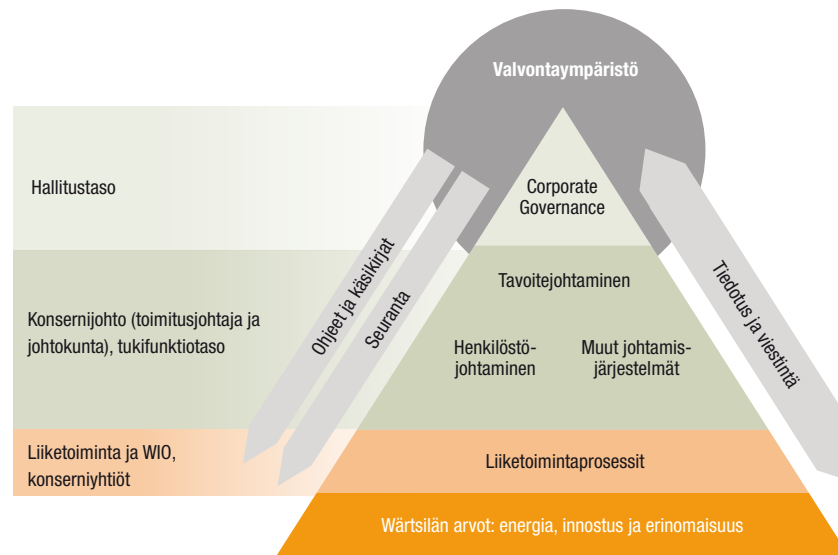 Valvontaympäristö
Hallitustaso
Corporate
Governance
Ohjeet ja käsikirjat
Seuranta
Tiedotus ja viestintä
Konsernijohto (toimitusjohtaja ja
johtokunta), tukifunktiotaso
Tavoitejohtaminen
Henkilöstö-
johtaminen
Muut johtamis-
järjestelmät
Liiketoiminta ja WIO,
konserniyhtiöt
Liiketoimintaprosessit
Wärtsilän arvot: energia, innostus ja erinomaisuus